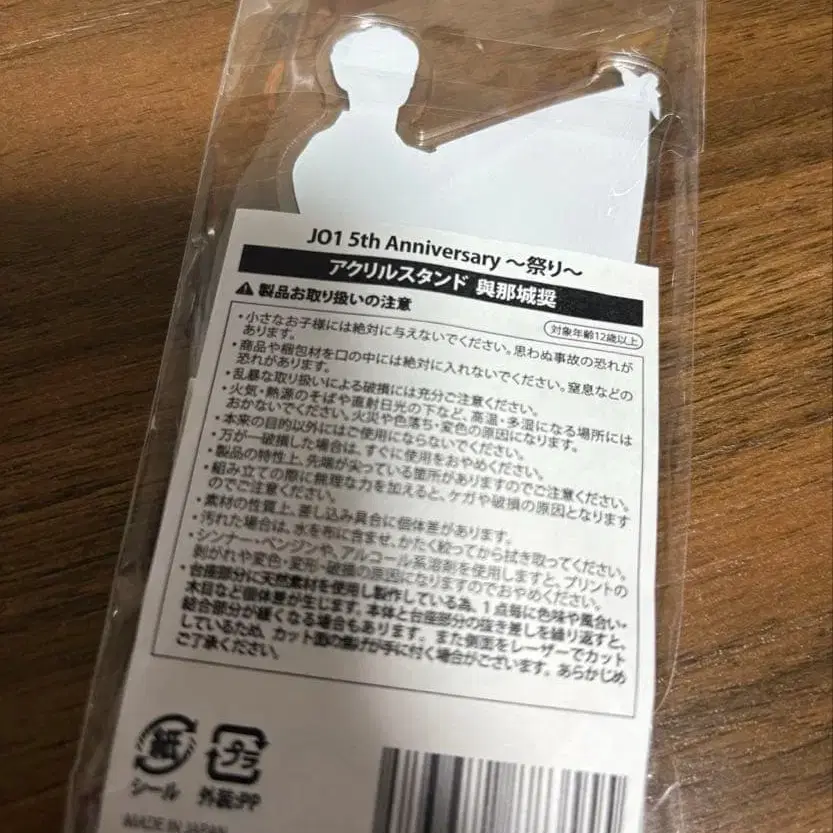 JO1 5th Anniversary ～祭り～
アクリルスタンド 與那城奨
⚠ 製品お取り扱いの注意
対象年齢12歳以上
・小さなお子様には絶対に与えないでください。思わぬ事故の恐れが
あります。
・商品や梱包材を口の中には絶対に入れないでください。窒息などの
恐れがあります。
・乱暴な取り扱いによる破損には充分ご注意ください。
・火気・熱源のそばや直射日光の下など、高温・多湿になる場所には
おかないでください。火災や色落ち・変色の原因になります。
・本来の目的以外にはご使用にならないでください。
・万が一破損した場合は、すぐに使用をおやめください。
・製品の特性上、先端が尖っている箇所がありますのでご注意ください。
・組み立ての際に無理な力を加えると、ケガや破損の原因となります
のでご注意ください。
・素材の性質上、差し込み具合に個体差があります。
・汚れた場合は、水を布に含ませ、かたく絞ってから拭き取ってください。
・シンナー・ベンジンや、アルコール系溶剤を使用しますと、プリントの
剥がれや変色・変形・破損の原因になりますのでおやめください。
・台座部分に天然素材を使用し製作している為、1点毎に色味や風合い・
木目など個体差が生じます。本体と台座部分の抜き差しを繰り返すと、
結合部分が緩くなる場合もあります。また側面をレーザーでカット
しているため、カット面の焦げが手に付く場合がございます。あらかじめ
ご了承ください。
紙 プラ
シール 外装:PP
MADE IN JAPAN